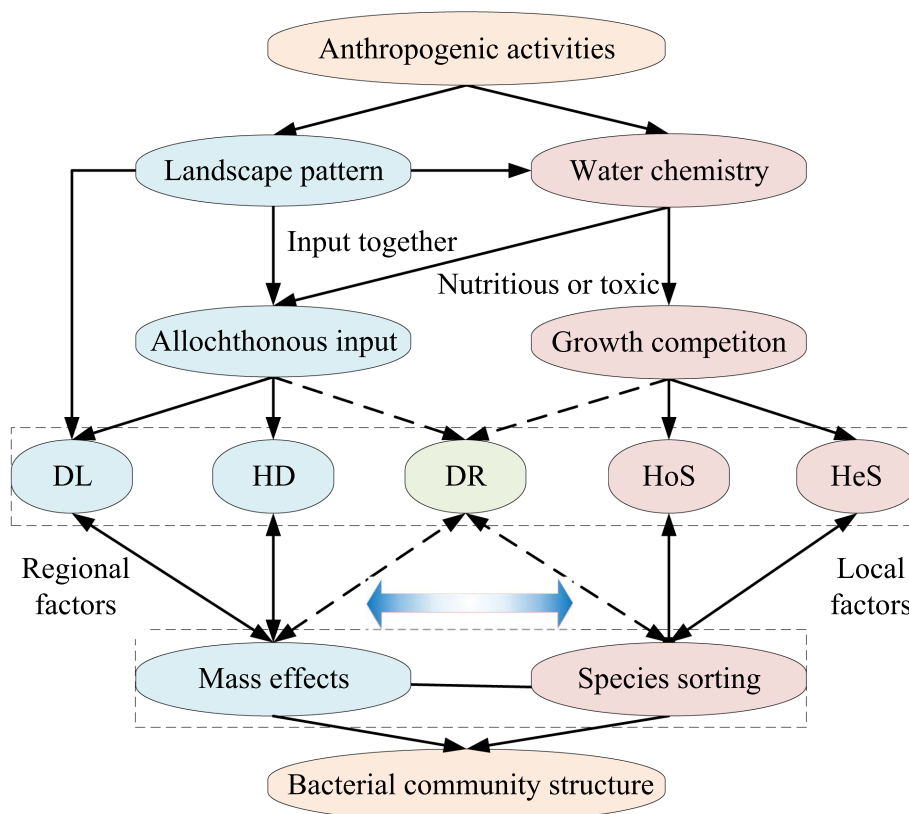 Anthropogenic activities
Landscape pattern
Water chemistry
Input together
Nutritious or toxic
Allochthonous input
Growth competiton
DL
HD
DR
HoS
HeS
Regional
factors
Local
factors
Mass effects
Species sorting
Bacterial community structure